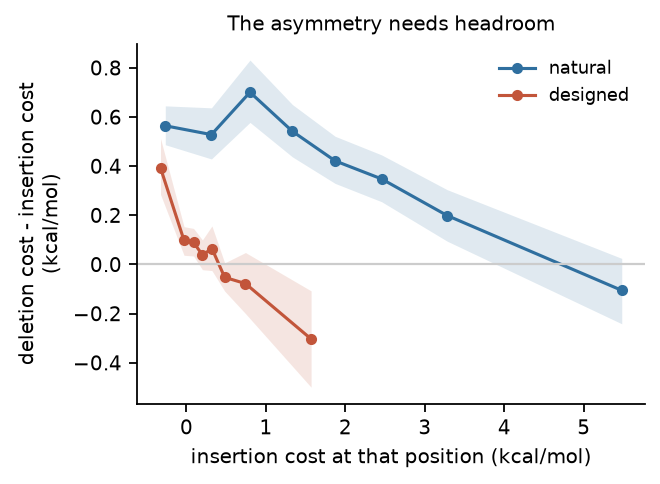 The asymmetry needs headroom
natural
designed
deletion cost - insertion cost
(kcal/mol)
0.8
0.6
0.4
0.2
0.0
−0.2
−0.4
0 1 2 3 4 5
insertion cost at that position (kcal/mol)